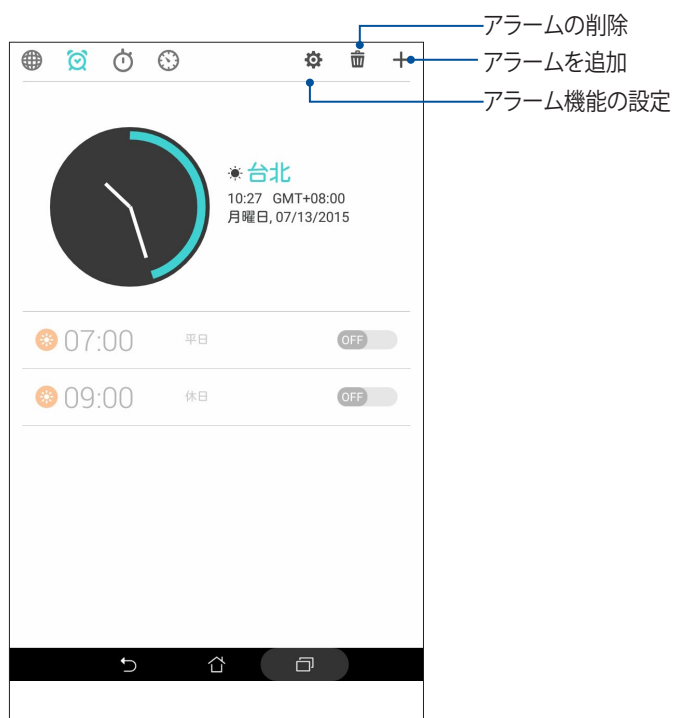 アラームの削除
アラームを追加
アラーム機能の設定
台北
10:27 GMT+08:00
月曜日, 07/13/2015
07:00 平日 OFF
09:00 休日 OFF